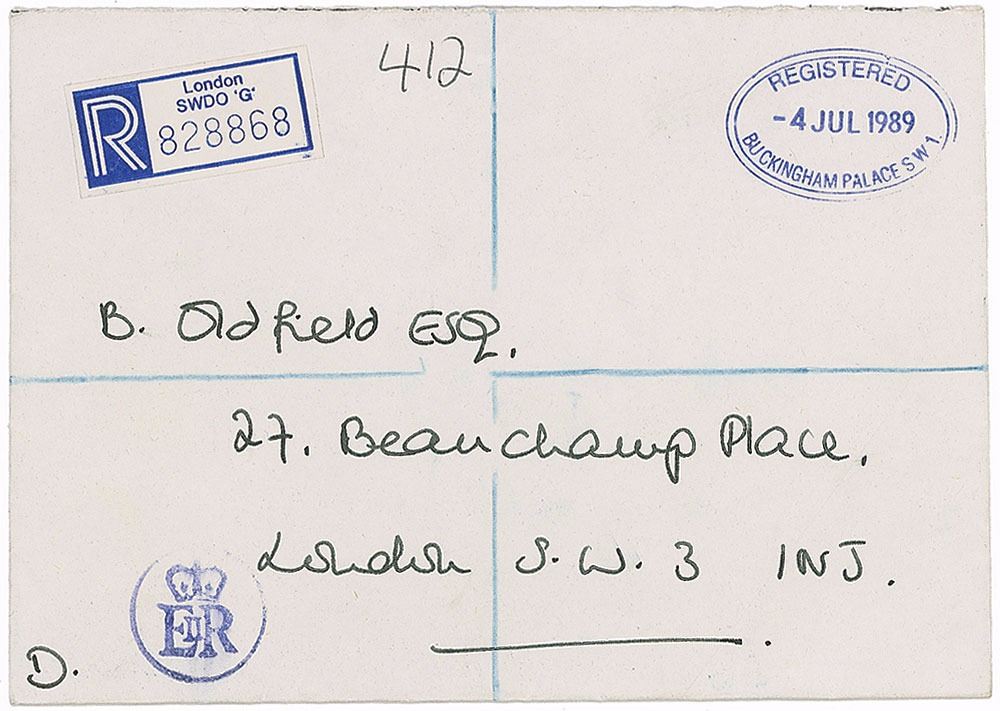 412
R London
SWDO 'G'
828868
REGISTERED
-4 JUL 1989
BUCKINGHAM PALACE S W 1
B. Oldfield ESQ.
27. Beauchamp Place.
London S.W. 3 1NJ.
EIIR
D.